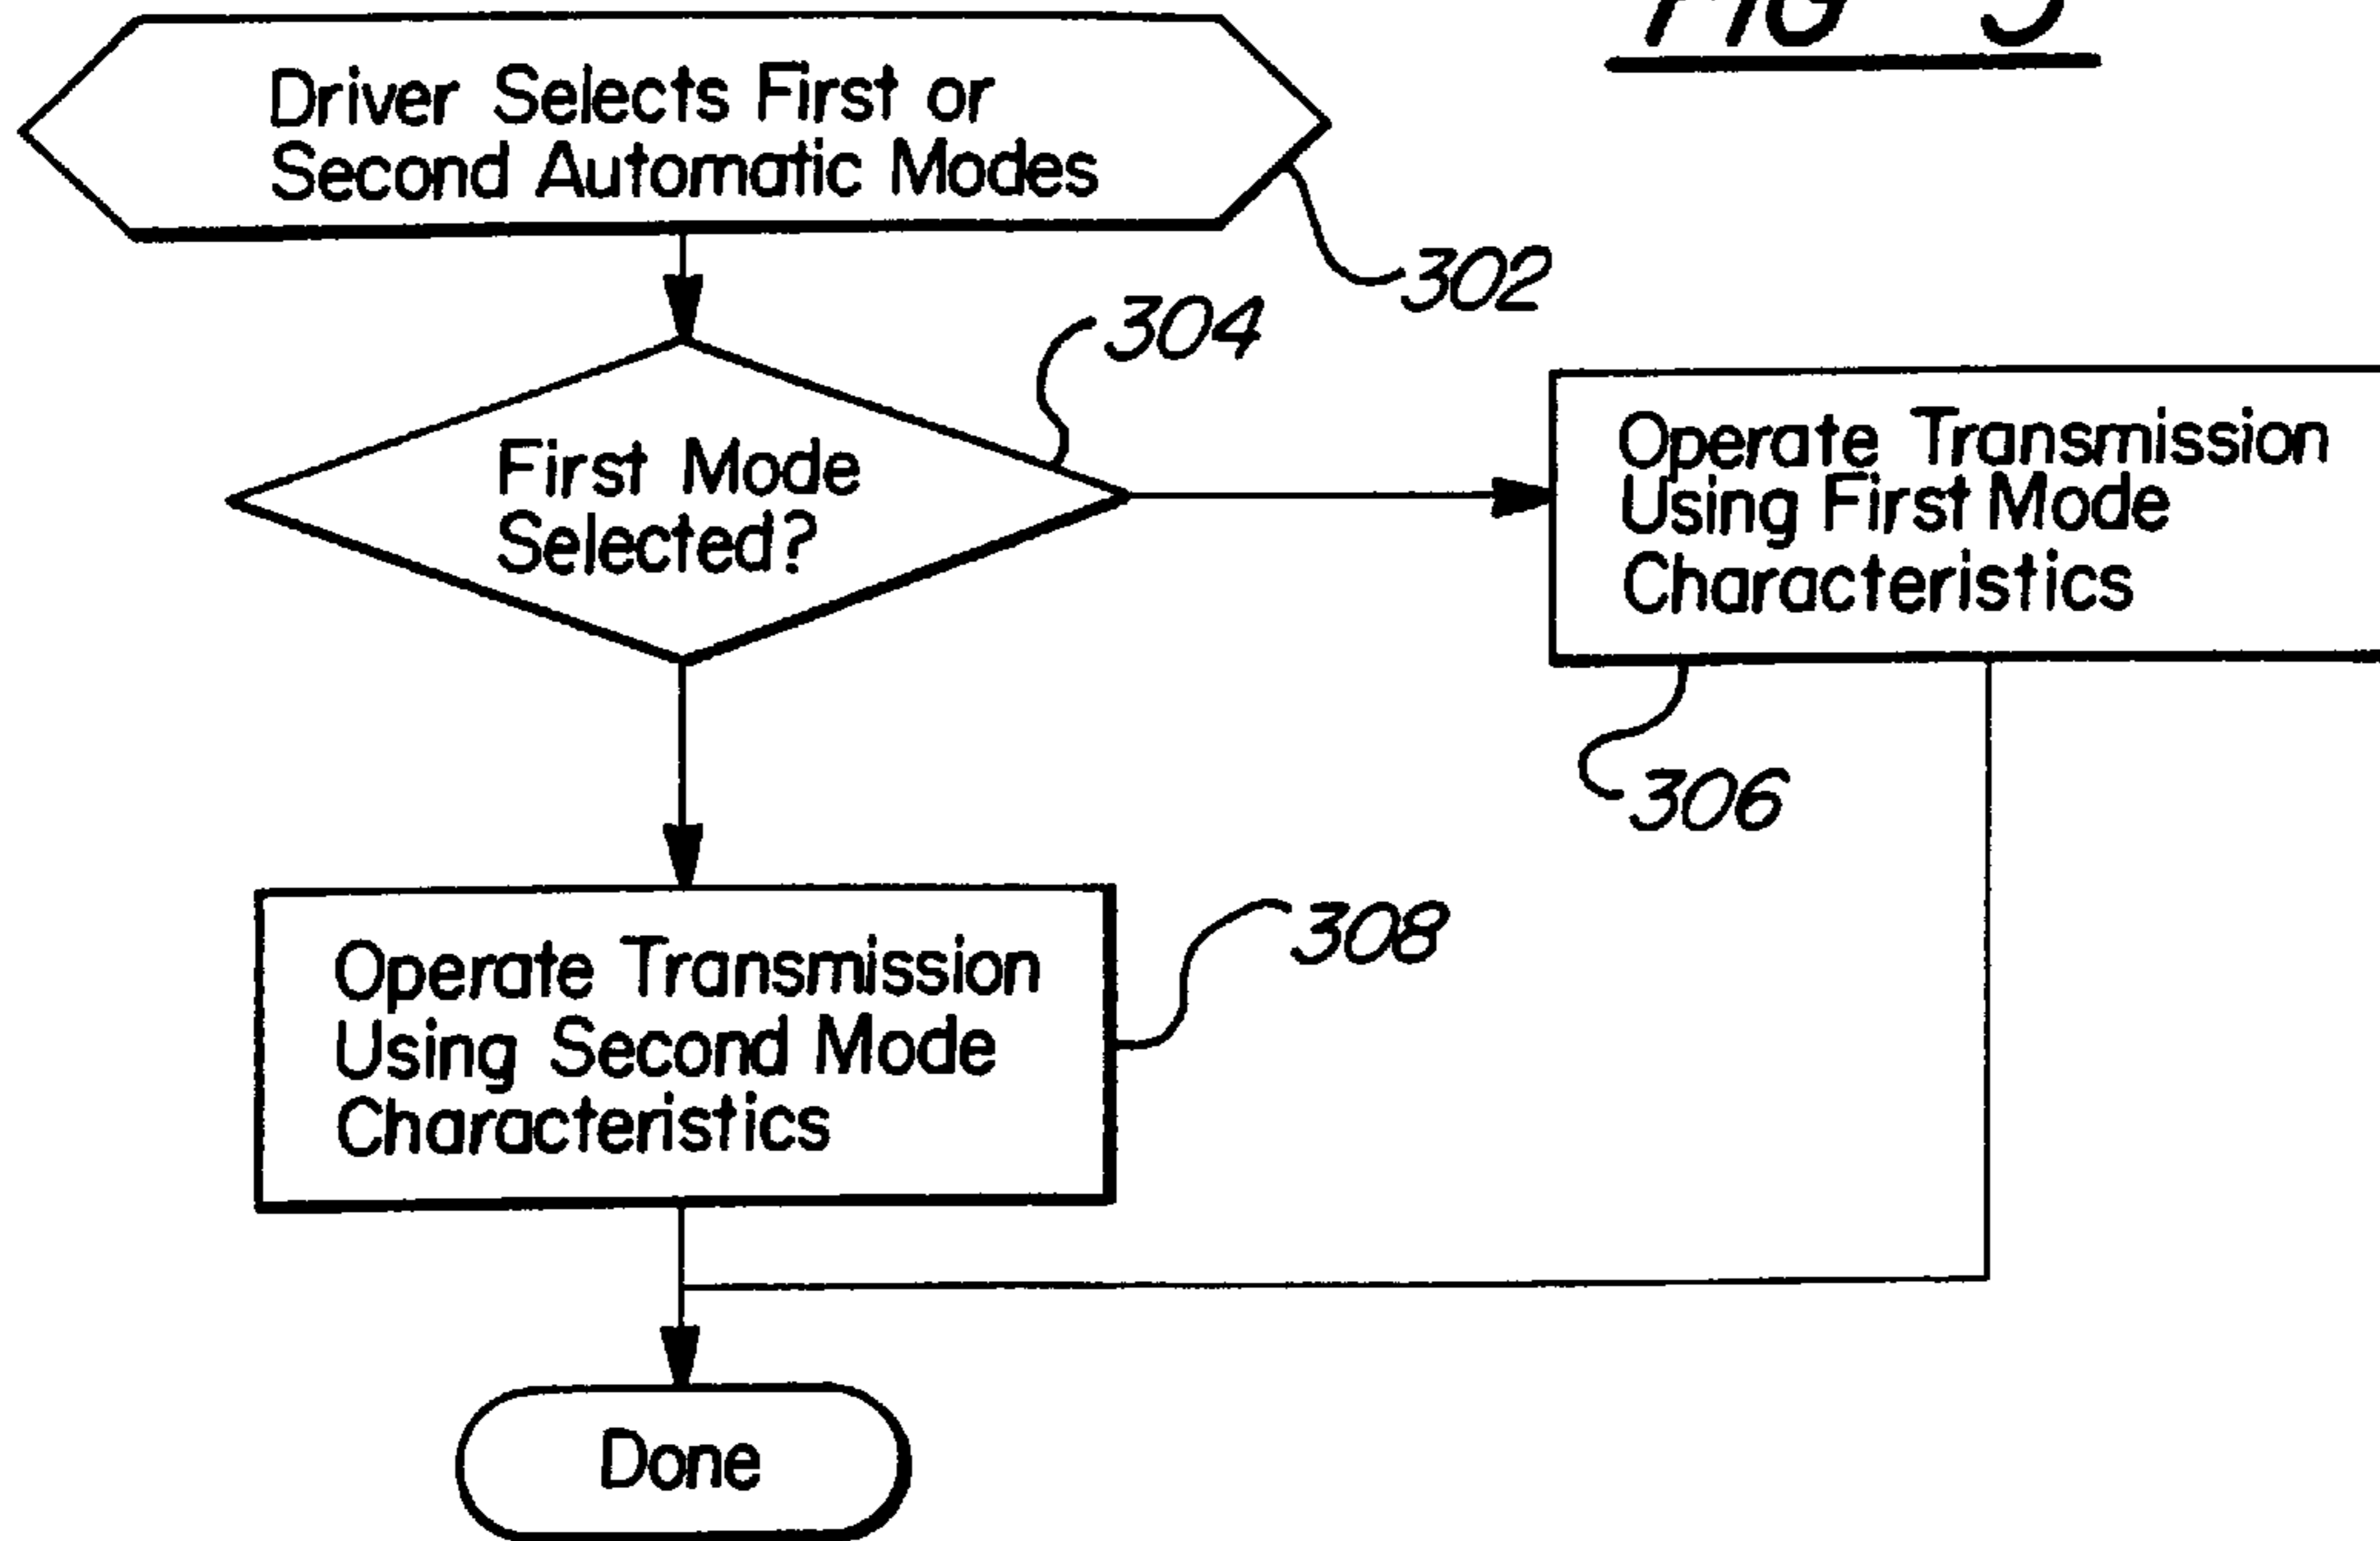 FIG
Driver Selects First or
Second Automatic Modes
302
304
First Mode
Selected?
Operate Transmission
Using First Mode
Characteristics
306
Operate Transmission
Using Second Mode
Characteristics
308
Done